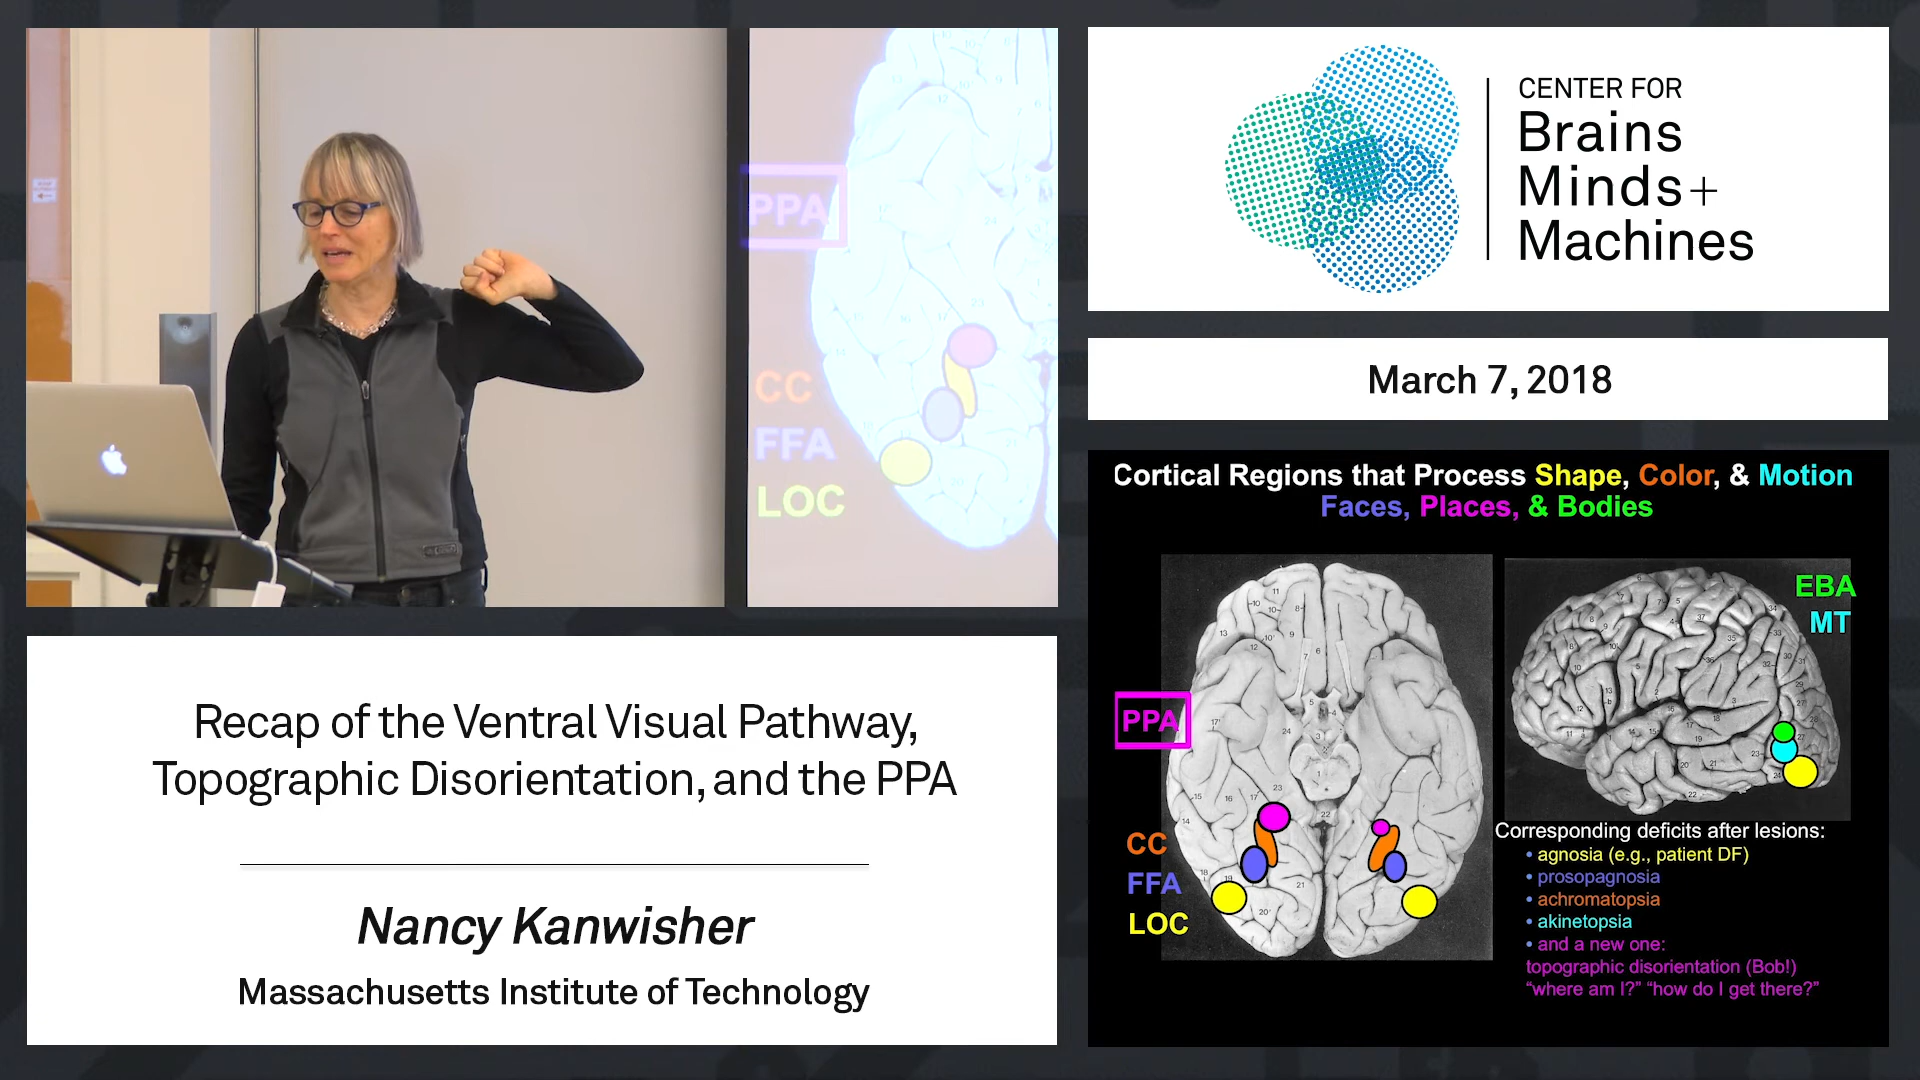 PPA
CC
FFA
LOC
CENTER FOR
Brains
Minds+
Machines
March 7, 2018
Recap of the Ventral Visual Pathway,
Topographic Disorientation, and the PPA
Nancy Kanwisher
Massachusetts Institute of Technology
Cortical Regions that Process Shape, Color, & Motion
Faces, Places, & Bodies
EBA
MT
PPA
CC
FFA
LOC
Corresponding deficits after lesions:
• agnosia (e.g., patient DF)
• prosopagnosia
• achromatopsia
• akinetopsia
• and a new one:
topographic disorientation (Bob!)
“where am I?” “how do I get there?”